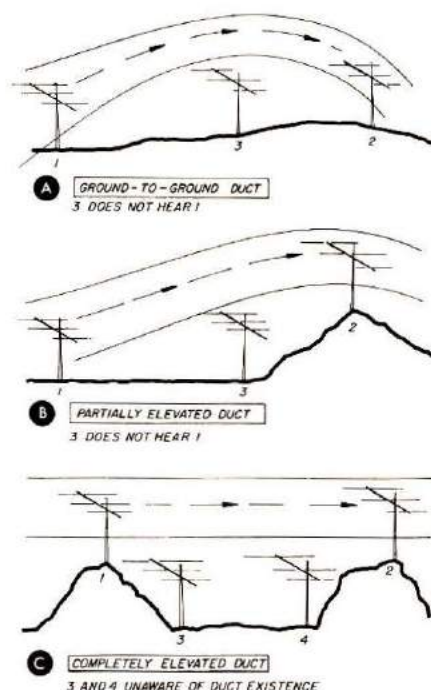 1
3
2
A
GROUND-TO-GROUND DUCT
3 DOES NOT HEAR 1
1
3
2
B
PARTIALLY ELEVATED DUCT
3 DOES NOT HEAR 1
1
3
4
2
C
COMPLETELY ELEVATED DUCT
3 AND 4 UNAWARE OF DUCT EXISTENCE